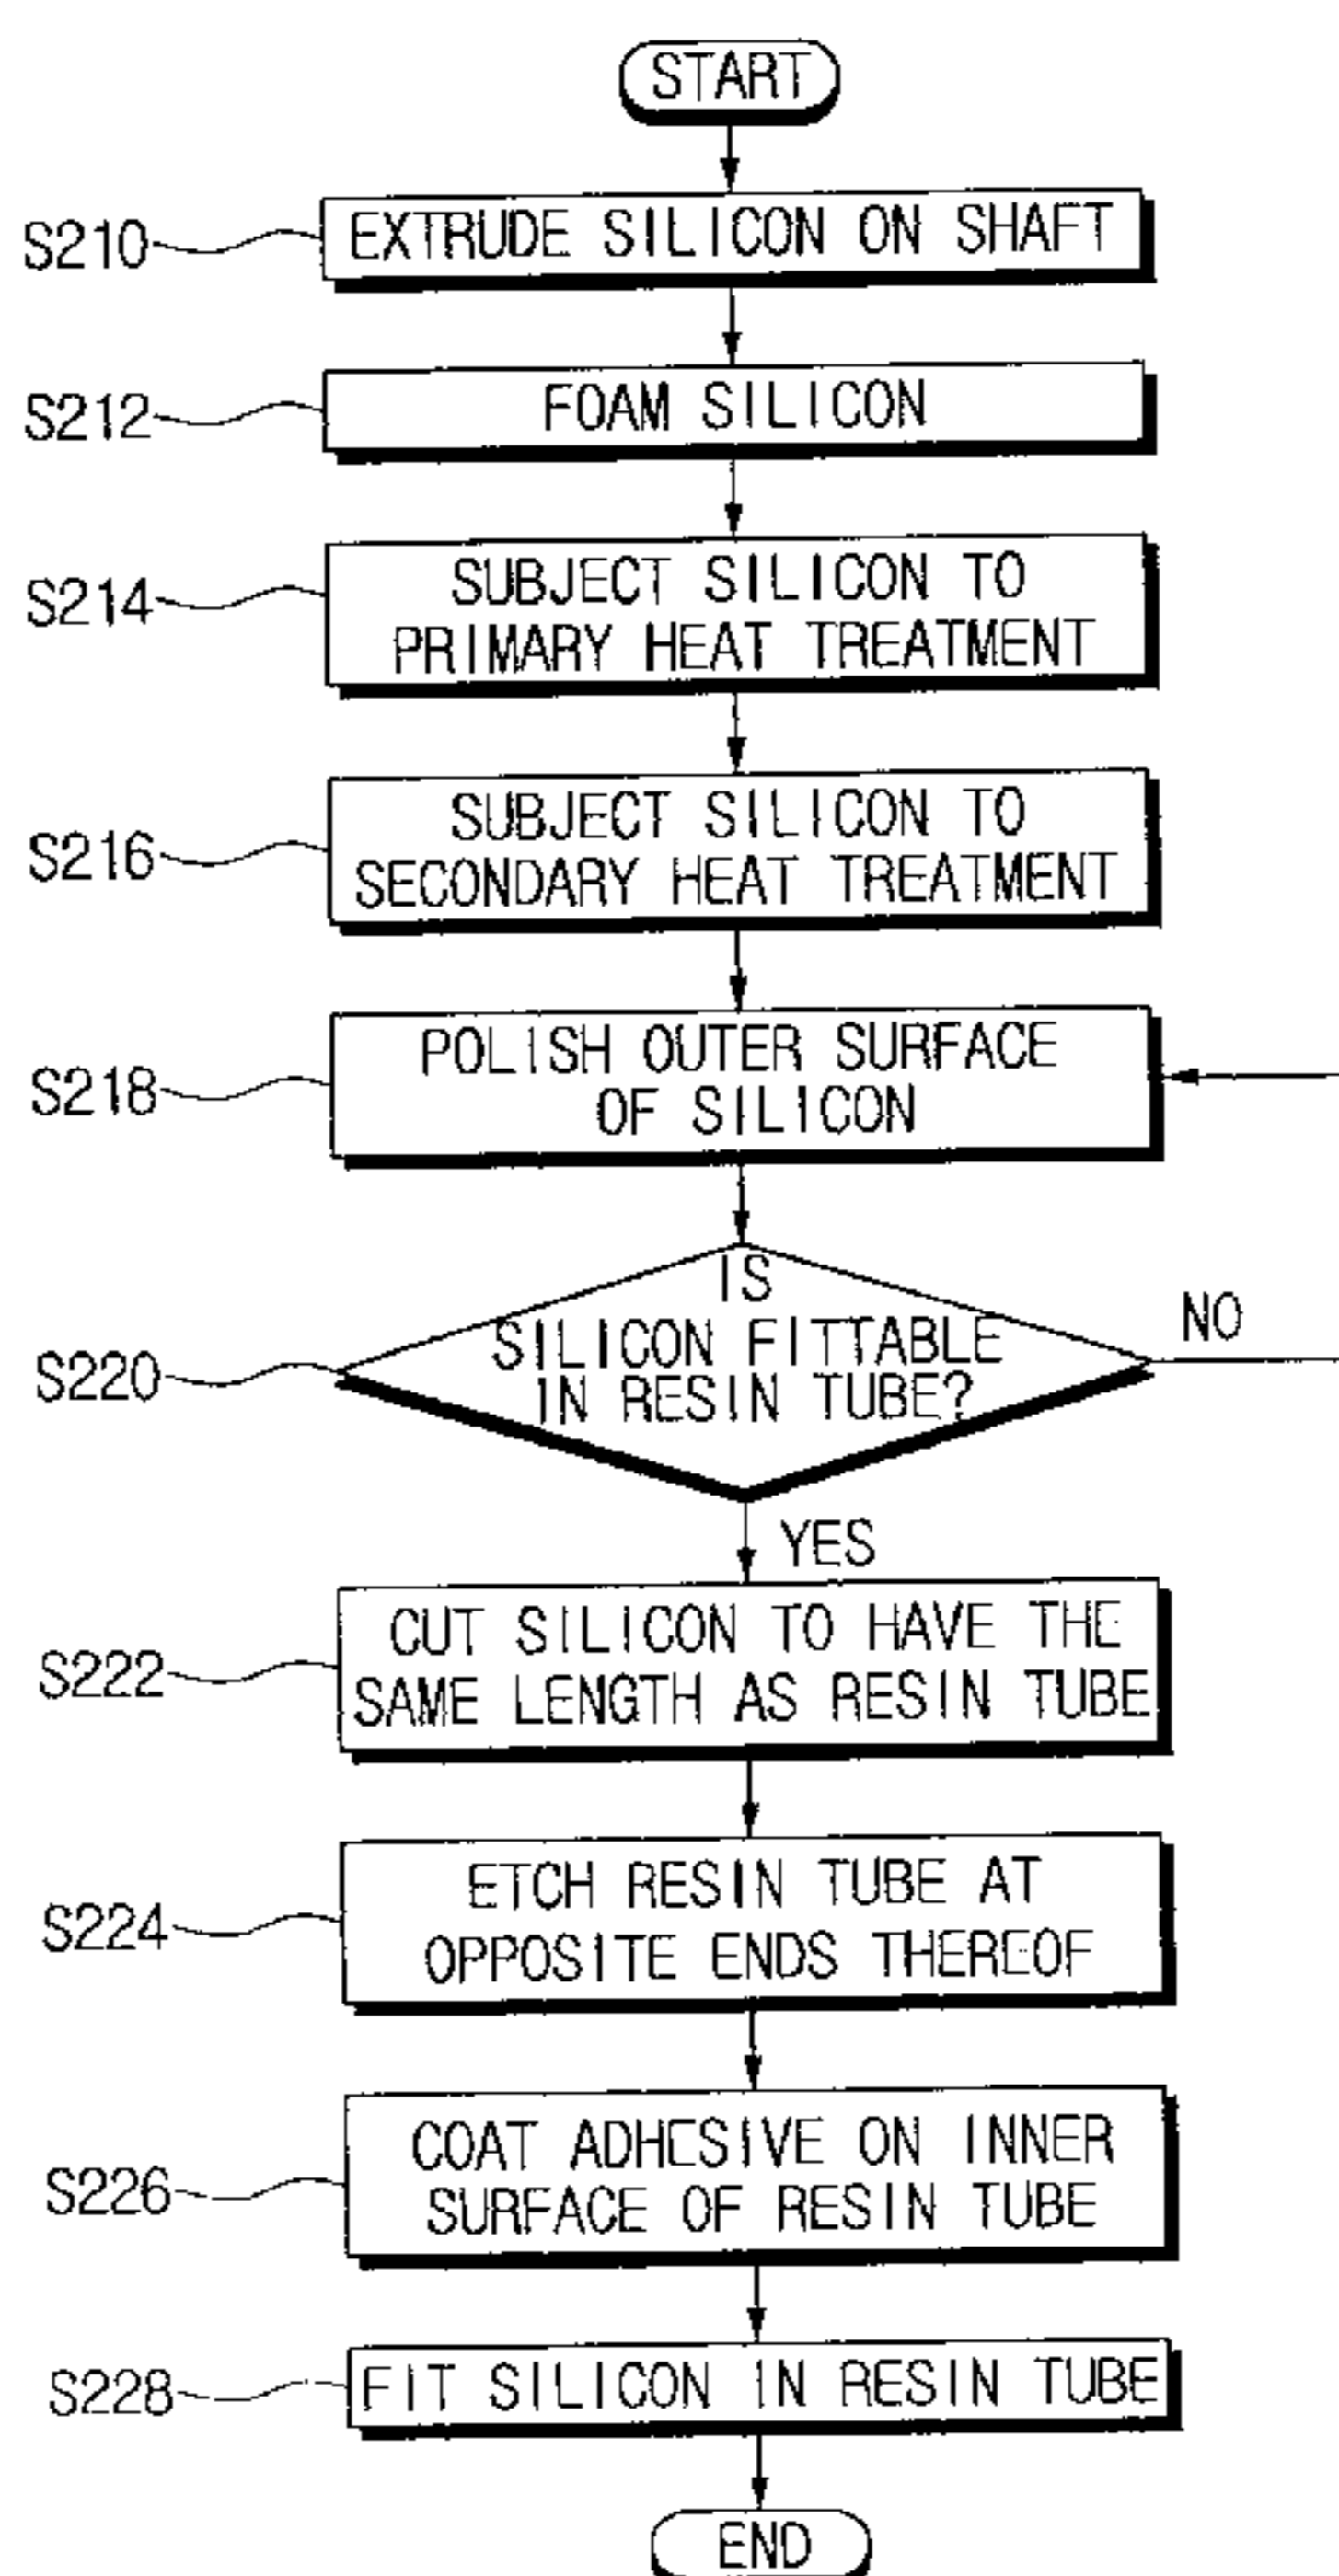 START
S210
EXTRUDE SILICON ON SHAFT
S212
FOAM SILICON
S214
SUBJECT SILICON TO
PRIMARY HEAT TREATMENT
S216
SUBJECT SILICON TO
SECONDARY HEAT TREATMENT
S218
POLISH OUTER SURFACE
OF SILICON
S220
IS
SILICON FITTABLE
IN RESIN TUBE?
NO
YES
S222
CUT SILICON TO HAVE THE
SAME LENGTH AS RESIN TUBE
S224
ETCH RESIN TUBE AT
OPPOSITE ENDS THEREOF
S226
COAT ADHESIVE ON INNER
SURFACE OF RESIN TUBE
S228
FIT SILICON IN RESIN TUBE
END